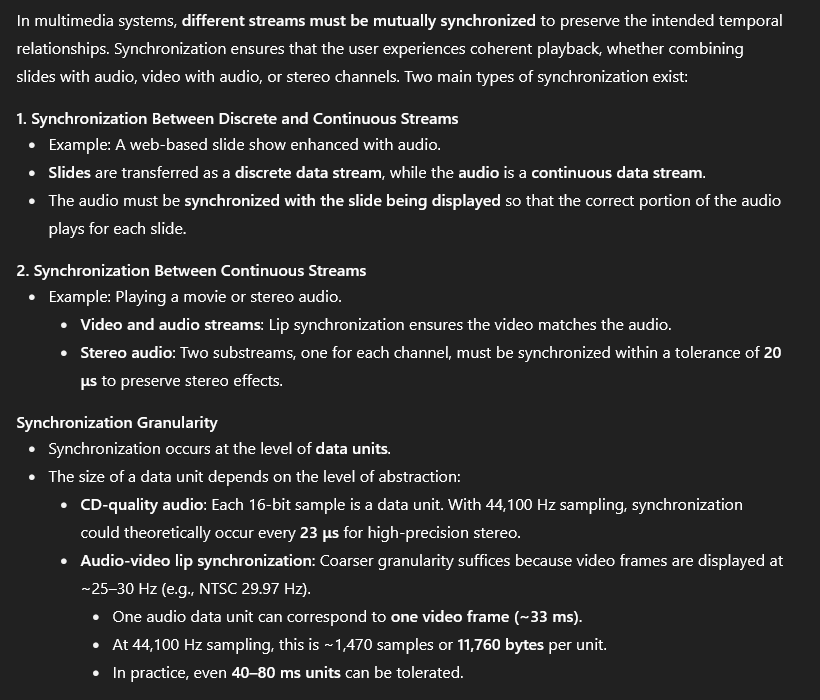 In multimedia systems, different streams must be mutually synchronized to preserve the intended temporal
relationships. Synchronization ensures that the user experiences coherent playback, whether combining
slides with audio, video with audio, or stereo channels. Two main types of synchronization exist:
1. Synchronization Between Discrete and Continuous Streams
• Example: A web-based slide show enhanced with audio.
• Slides are transferred as a discrete data stream, while the audio is a continuous data stream.
• The audio must be synchronized with the slide being displayed so that the correct portion of the audio
plays for each slide.
2. Synchronization Between Continuous Streams
• Example: Playing a movie or stereo audio.
• Video and audio streams: Lip synchronization ensures the video matches the audio.
• Stereo audio: Two substreams, one for each channel, must be synchronized within a tolerance of 20
μs to preserve stereo effects.
Synchronization Granularity
• Synchronization occurs at the level of data units.
• The size of a data unit depends on the level of abstraction:
• CD-quality audio: Each 16-bit sample is a data unit. With 44,100 Hz sampling, synchronization
could theoretically occur every 23 μs for high-precision stereo.
• Audio-video lip synchronization: Coarser granularity suffices because video frames are displayed at
~25–30 Hz (e.g., NTSC 29.97 Hz).
• One audio data unit can correspond to one video frame (~33 ms).
• At 44,100 Hz sampling, this is ~1,470 samples or 11,760 bytes per unit.
• In practice, even 40–80 ms units can be tolerated.